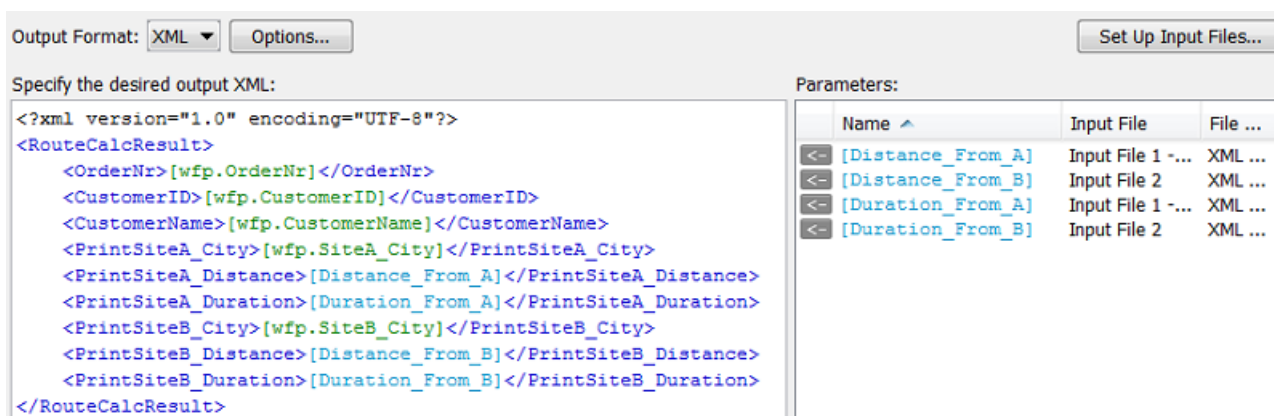 Output Format: XML Options... Set Up Input Files...
Specify the desired output XML:
<?xml version="1.0" encoding="UTF-8"?>
<RouteCalcResult>
    <OrderNr>[wfp.OrderNr]</OrderNr>
    <CustomerID>[wfp.CustomerID]</CustomerID>
    <CustomerName>[wfp.CustomerName]</CustomerName>
    <PrintSiteA_City>[wfp.SiteA_City]</PrintSiteA_City>
    <PrintSiteA_Distance>[Distance_From_A]</PrintSiteA_Distance>
    <PrintSiteA_Duration>[Duration_From_A]</PrintSiteA_Duration>
    <PrintSiteB_City>[wfp.SiteB_City]</PrintSiteB_City>
    <PrintSiteB_Distance>[Distance_From_B]</PrintSiteB_Distance>
    <PrintSiteB_Duration>[Duration_From_B]</PrintSiteB_Duration>
</RouteCalcResult>
Parameters:
Name Input File File ...
<- [Distance_From_A] Input File 1 -... XML ...
<- [Distance_From_B] Input File 2 XML ...
<- [Duration_From_A] Input File 1 -... XML ...
<- [Duration_From_B] Input File 2 XML ...